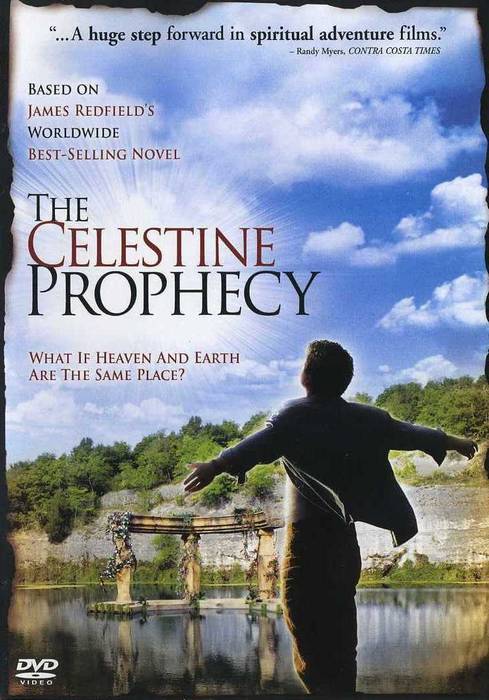 “...A huge step forward in spiritual adventure films.”
– Randy Myers, CONTRA COSTA TIMES
BASED ON
JAMES REDFIELD’S
WORLDWIDE
BEST-SELLING NOVEL
THE
CELESTINE
PROPHECY
WHAT IF HEAVEN AND EARTH
ARE THE SAME PLACE?
DVD
VIDEO